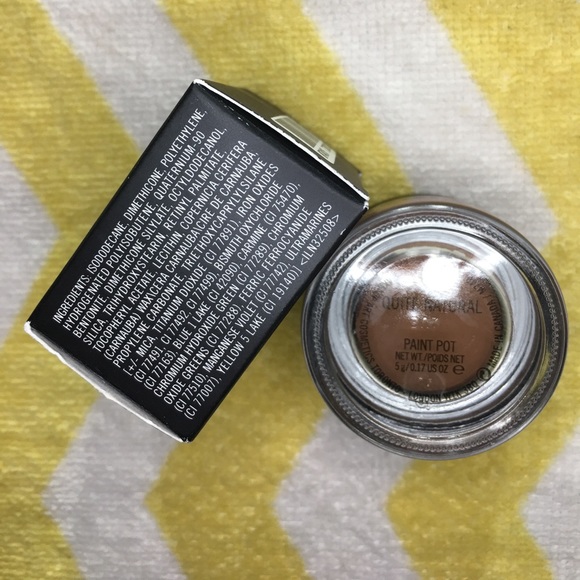 INGREDIENTS: ISODODECANE, DIMETHICONE, POLYETHYLENE,
HYDROGENATED POLYISOBUTENE, QUATERNIUM-90
BENTONITE, DIMETHICONE SILYLATE, OCTYLDODECANOL,
SILICA, TRIHYDROXYSTEARIN, RETINYL PALMITATE,
TOCOPHERYL ACETATE, LECITHIN, COPERNICIA CERIFERA
(CARNAUBA) WAX\CERA CARNAUBA\CIRE DE CARNAUBA,
PROPYLENE CARBONATE, TRIETHOXYCAPRYLYLSILANE
[+/- MICA, TITANIUM DIOXIDE (CI 77891), IRON OXIDES
(CI 77491), (CI 77492), (CI 77499), BISMUTH OXYCHLORIDE
(CI 77163), BLUE 1 LAKE (CI 42090), CARMINE (CI 75470),
CHROMIUM HYDROXIDE GREEN (CI 77289), CHROMIUM
OXIDE GREENS (CI 77288), FERRIC FERROCYANIDE
(CI 77510), MANGANESE VIOLET (CI 77742), ULTRAMARINES
(CI 77007), YELLOW 5 LAKE (CI 19140)] <ILN32508>
QUITE NATURAL
PAINT POT
NET WT./POIDS NET
5 g/0.17 US OZ ℮